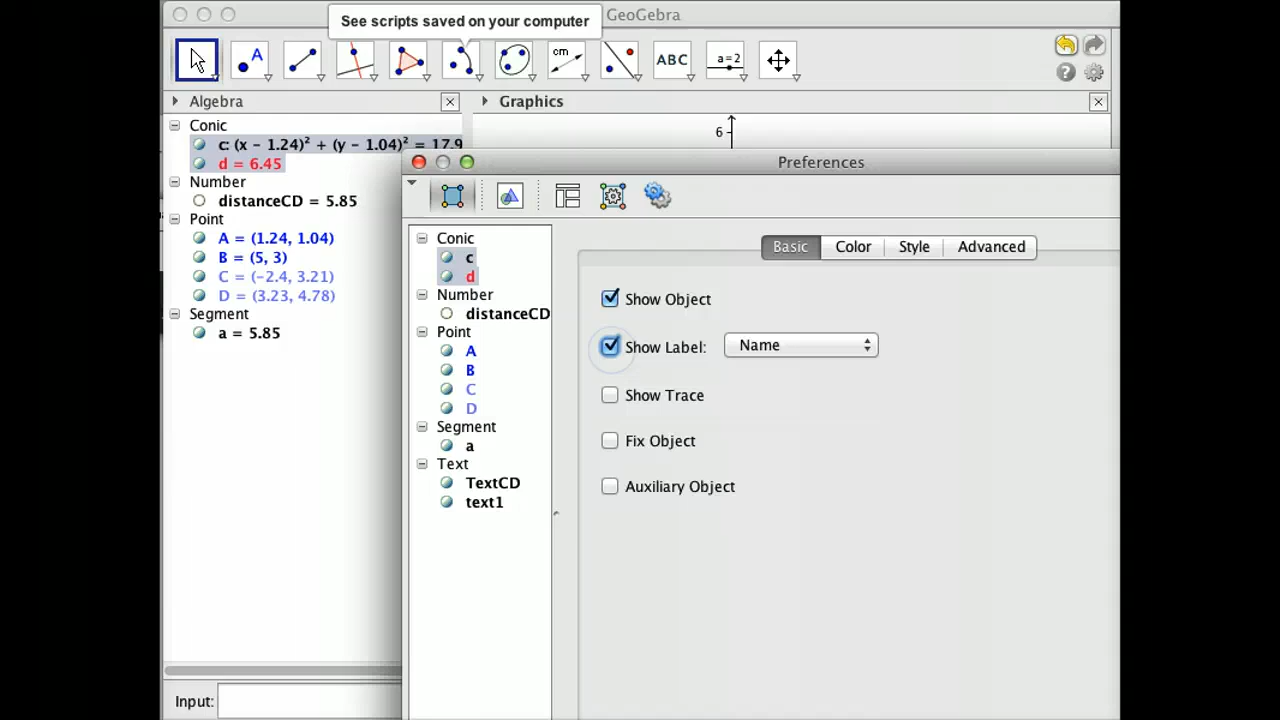 GeoGebra
See scripts saved on your computer
A
cm
ABC
a=2
Algebra
Graphics
Conic
c: (x - 1.24)² + (y - 1.04)² = 17.9
d = 6.45
Number
distanceCD = 5.85
Point
A = (1.24, 1.04)
B = (5, 3)
C = (-2.4, 3.21)
D = (3.23, 4.78)
Segment
a = 5.85
6
Preferences
Conic
c
d
Number
distanceCD
Point
A
B
C
D
Segment
a
Text
TextCD
text1
Basic Color Style Advanced
Show Object
Show Label: Name
Show Trace
Fix Object
Auxiliary Object
Input: